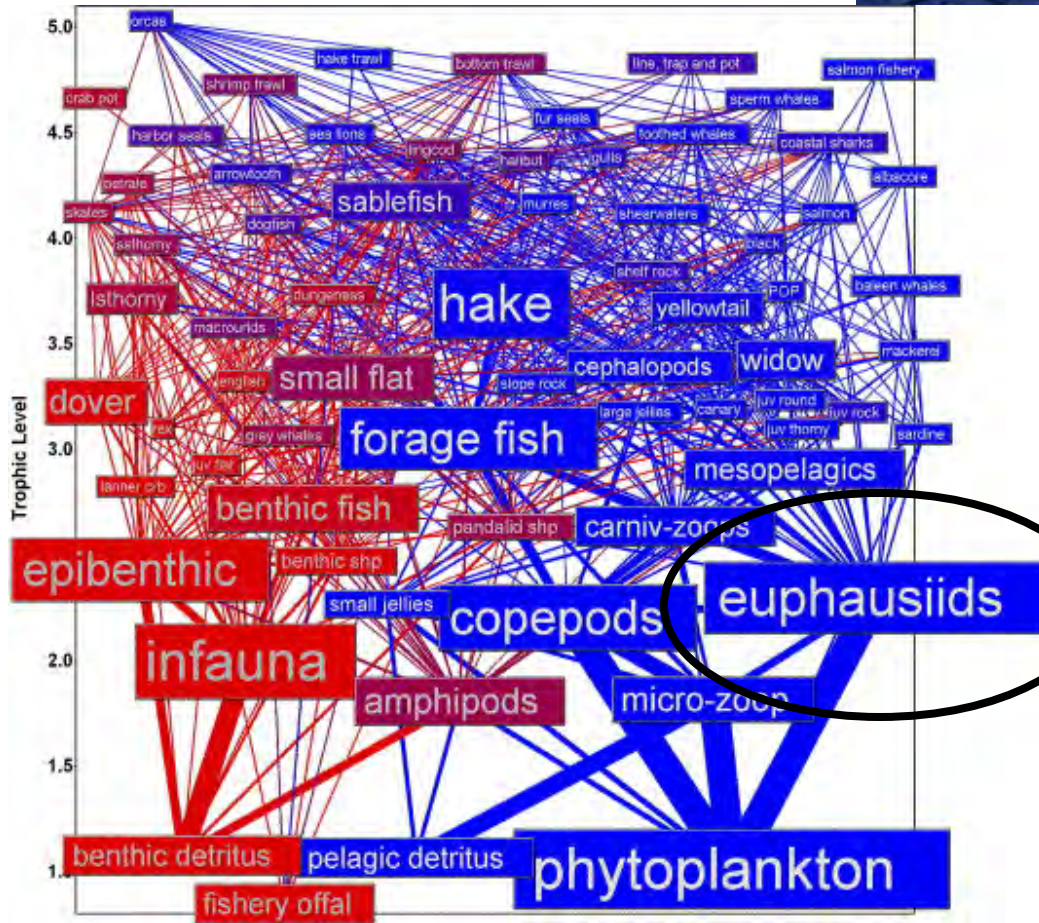 5.0
orcas
hake trawl
bottom trawl
line, trap and pot
salmon fishery
shrimp trawl
crab pot
sperm whales
4.5
harbor seals
sea lions
fur seals
toothed whales
coastal sharks
lingcod
halibut
gulls
arrowtooth
albacore
petrale
sablefish
murres
shearwaters
salmon
skates
dogfish
4.0
ssthorny
black
shelf rock
lsthorny
dungeness
hake
yellowtail
POP
baleen whales
macrourids
3.5
small flat
cephalopods
widow
mackerel
english
slope rock
dover
juv round
large jellies
canary
juv rock
rex
grey whales
forage fish
juv thorny
sardine
3.0
Trophic Level
juv flat
mesopelagics
tanner crb
benthic fish
pandalid shp
carniv-zoops
epibenthic
benthic shp
euphausiids
small jellies
copepods
2.0
infauna
amphipods
micro-zoop
1.5
benthic detritus
pelagic detritus
phytoplankton
fishery offal